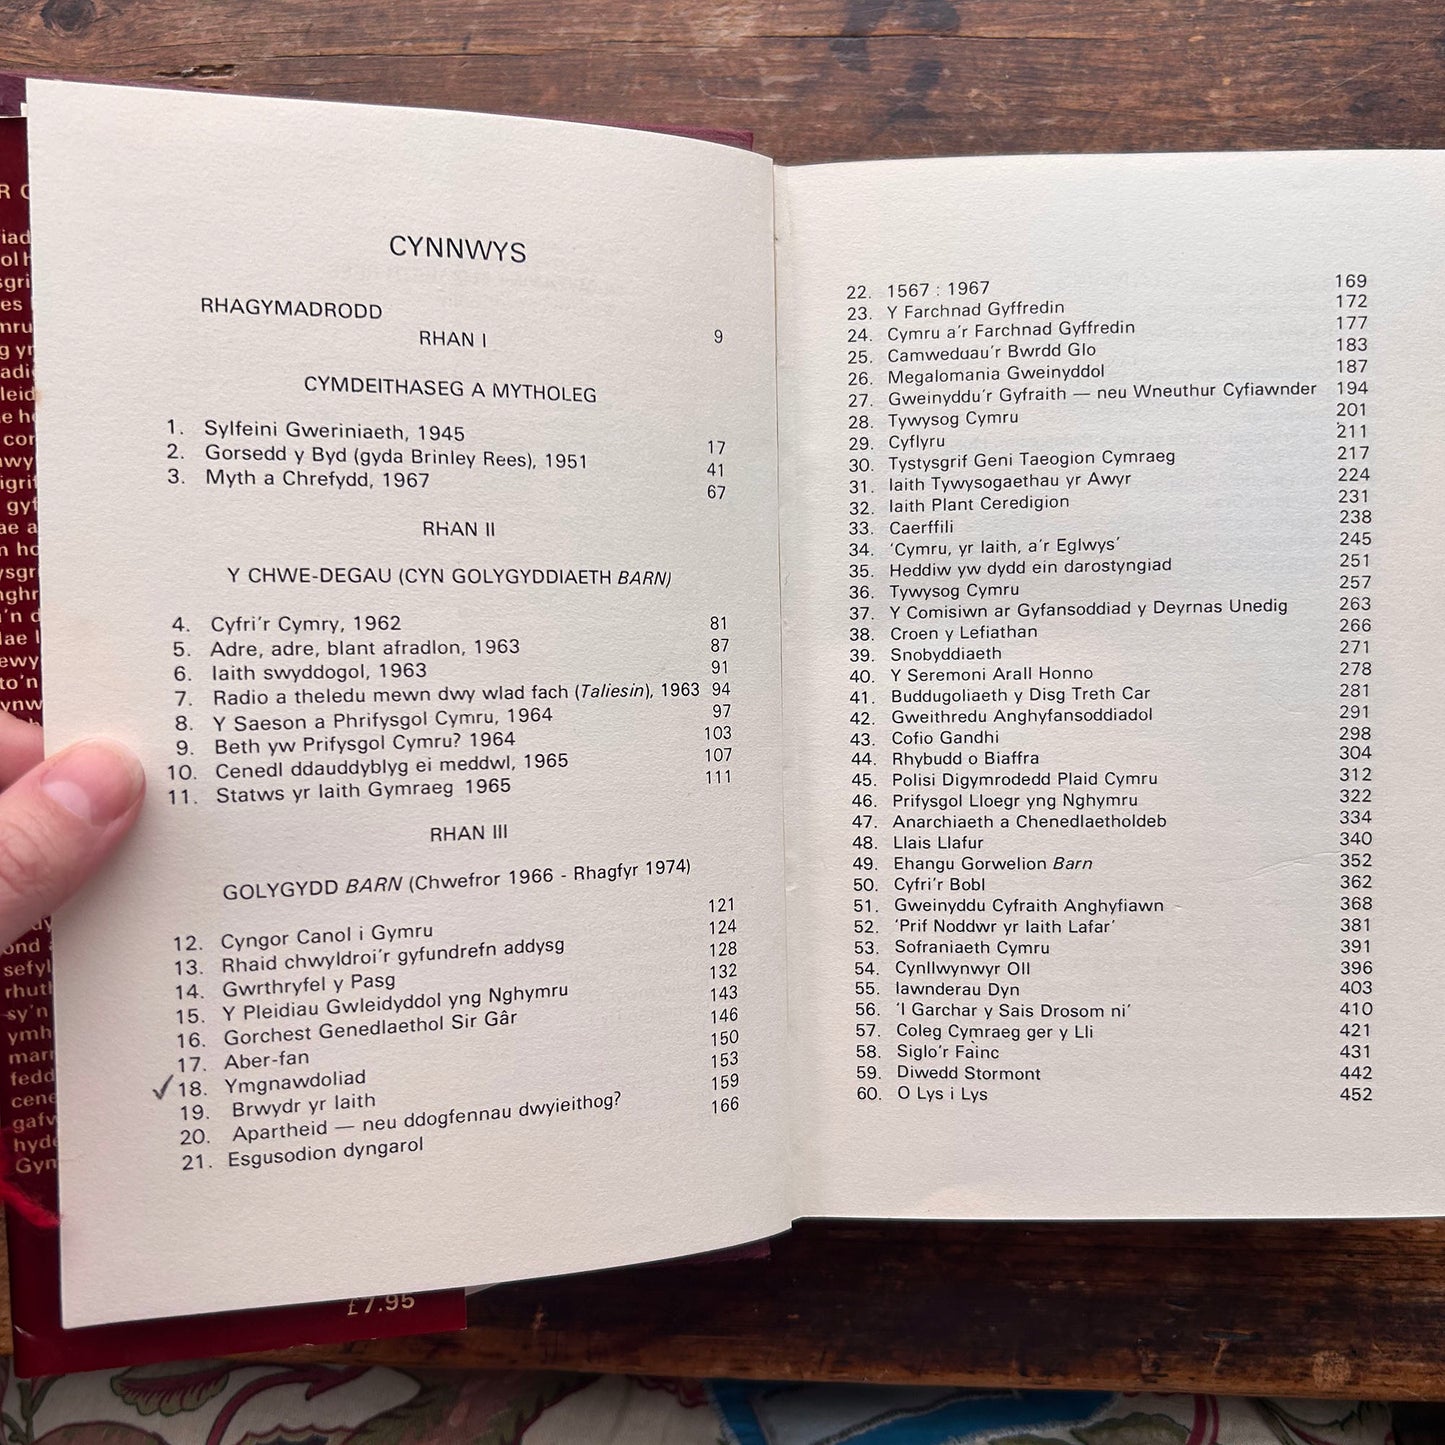 CYNNWYS
RHAGYMADRODD 9
RHAN I
CYMDEITHASEG A MYTHOLEG
1. Sylfeini Gweriniaeth, 1945 17
2. Gorsedd y Byd (gyda Brinley Rees), 1951 41
3. Myth a Chrefydd, 1967 67
RHAN II
Y CHWE-DEGAU (CYN GOLYGYDDIAETH BARN)
4. Cyfri'r Cymry, 1962 81
5. Adre, adre, blant afradlon, 1963 87
6. Iaith swyddogol, 1963 91
7. Radio a theledu mewn dwy wlad fach (Taliesin), 1963 94
8. Y Saeson a Phrifysgol Cymru, 1964 97
9. Beth yw Prifysgol Cymru? 1964 103
10. Cenedl ddauddyblyg ei meddwl, 1965 107
11. Statws yr Iaith Gymraeg 1965 111
RHAN III
GOLYGYDD BARN (Chwefror 1966 - Rhagfyr 1974)
12. Cyngor Canol i Gymru 121
13. Rhaid chwyldroi'r gyfundrefn addysg 124
14. Gwrthryfel y Pasg 128
15. Y Pleidiau Gwleidyddol yng Nghymru 132
16. Gorchest Genedlaethol Sir Gâr 143
17. Aber-fan 146
✓ 18. Ymgnawdoliad 150
19. Brwydr yr Iaith 153
20. Apartheid — neu ddogfennau dwyieithog? 159
21. Esgusodion dyngarol 166
22. 1567 : 1967 169
23. Y Farchnad Gyffredin 172
24. Cymru a'r Farchnad Gyffredin 177
25. Camweddau'r Bwrdd Glo 183
26. Megalomania Gweinyddol 187
27. Gweinyddu'r Gyfraith — neu Wneuthur Cyfiawnder 194
28. Tywysog Cymru 201
29. Cyflyru 211
30. Tystysgrif Geni Taeogion Cymraeg 217
31. Iaith Tywysogaethau yr Awyr 224
32. Iaith Plant Ceredigion 231
33. Caerffili 238
34. 'Cymru, yr Iaith, a'r Eglwys' 245
35. Heddiw yw dydd ein darostyngiad 251
36. Tywysog Cymru 257
37. Y Comisiwn ar Gyfansoddiad y Deyrnas Unedig 263
38. Croen y Lefiathan 266
39. Snobyddiaeth 271
40. Y Seremoni Arall Honno 278
41. Buddugoliaeth y Disg Treth Car 281
42. Gweithredu Anghyfansoddiadol 291
43. Cofio Gandhi 298
44. Rhybudd o Biaffra 304
45. Polisi Digymrodedd Plaid Cymru 312
46. Prifysgol Lloegr yng Nghymru 322
47. Anarchiaeth a Chenedlaetholdeb 334
48. Llais Llafur 340
49. Ehangu Gorwelion Barn 352
50. Cyfri'r Bobl 362
51. Gweinyddu Cyfraith Anghyfiawn 368
52. 'Prif Noddwr yr Iaith Lafar' 381
53. Sofraniaeth Cymru 391
54. Cynllwynwyr Oll 396
55. Iawnderau Dyn 403
56. 'I Garchar y Sais Drosom ni' 410
57. Coleg Cymraeg ger y Lli 421
58. Siglo'r Fainc 431
59. Diwedd Stormont 442
60. O Lys i Lys 452
£7.95